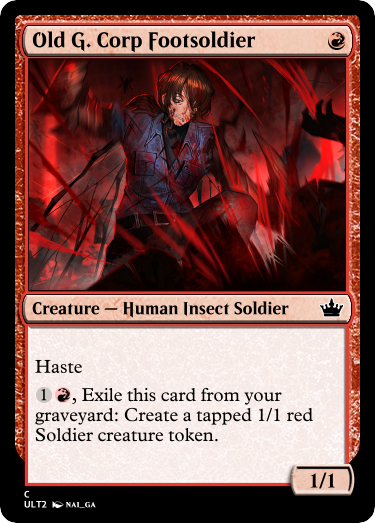 Old G. Corp Footsoldier
Creature — Human Insect Soldier
Haste
1, Exile this card from your
graveyard: Create a tapped 1/1 red
Soldier creature token.
1/1
C
ULT2 NAI_GA